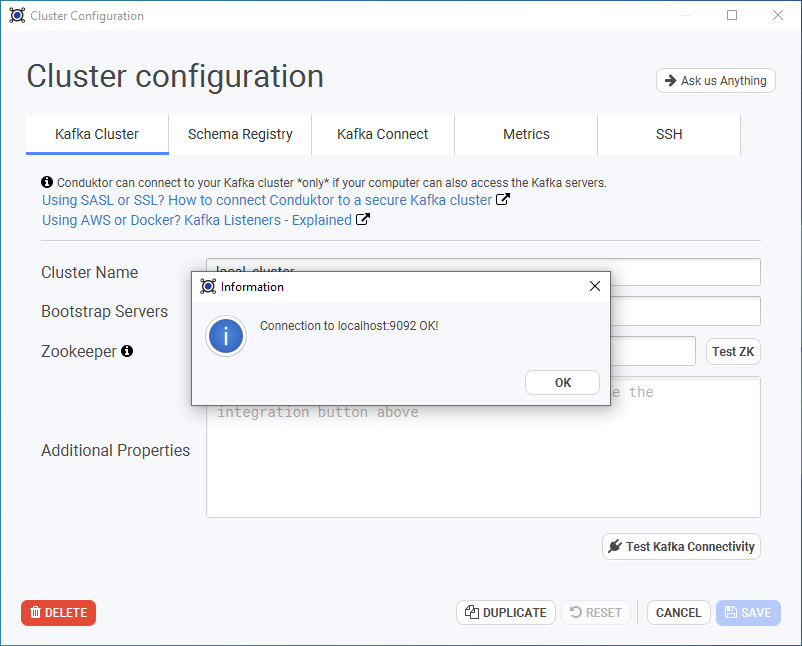 Cluster Configuration
Cluster configuration
Ask us Anything
Kafka Cluster
Schema Registry
Kafka Connect
Metrics
SSH
Conduktor can connect to your Kafka cluster *only* if your computer can also access the Kafka servers.
Using SASL or SSL? How to connect Conduktor to a secure Kafka cluster
Using AWS or Docker? Kafka Listeners - Explained
Cluster Name
Information
Connection to localhost:9092 OK!
OK
Bootstrap Servers
Zookeeper
Test ZK
the
integration button above
Additional Properties
Test Kafka Connectivity
DELETE
DUPLICATE
RESET
CANCEL
SAVE